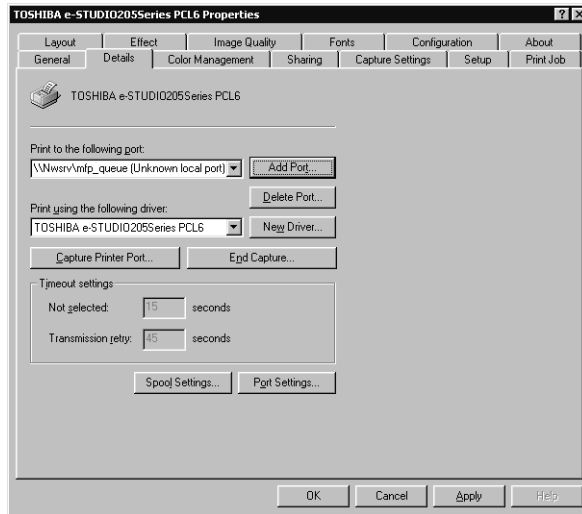 TOSHIBA e-STUDIO205Series PCL6 Properties
Layout Effect Image Quality Fonts Configuration About
General Details Color Management Sharing Capture Settings Setup Print Job
TOSHIBA e-STUDIO205Series PCL6
Print to the following port:
\\Nwsrv\mfp_queue (Unknown local port) Add Port...
Delete Port...
Print using the following driver:
TOSHIBA e-STUDIO205Series PCL6 New Driver...
Capture Printer Port... End Capture...
Timeout settings
Not selected: 15 seconds
Transmission retry: 45 seconds
Spool Settings... Port Settings...
OK Cancel Apply Help